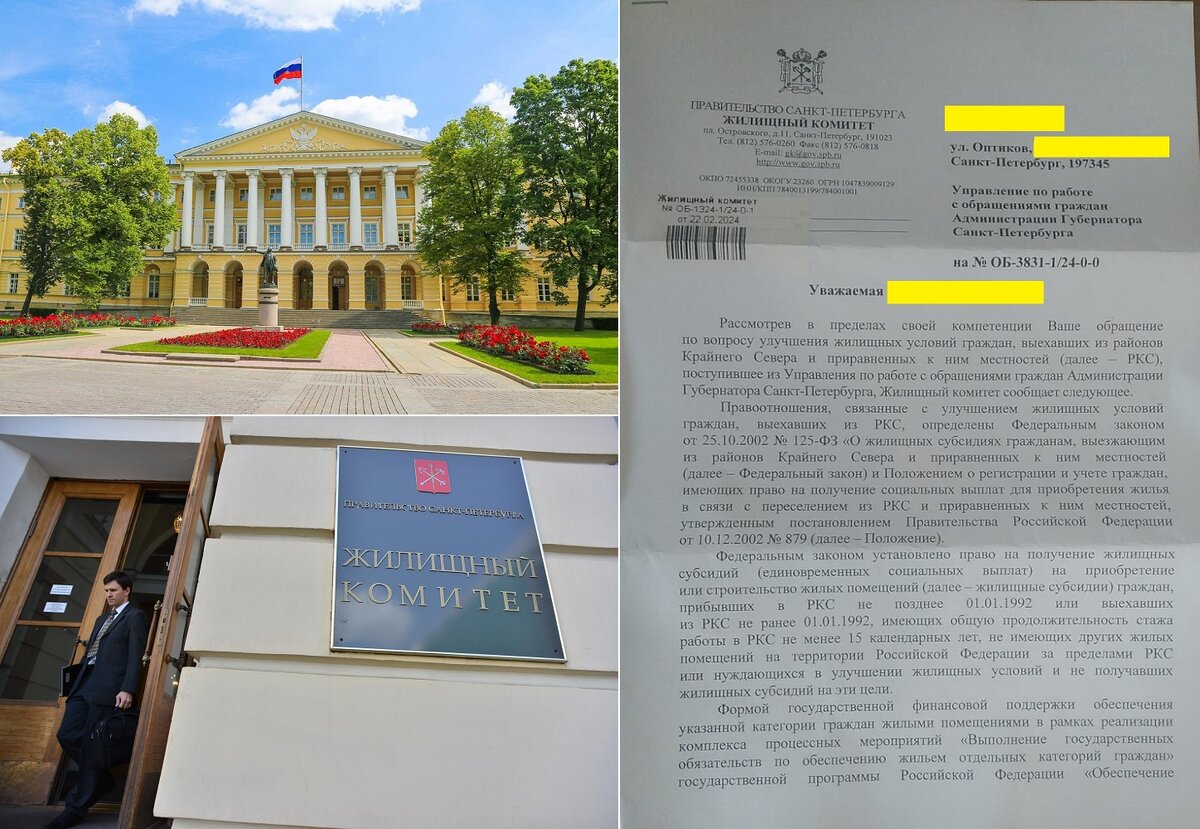 ПРАВИТЕЛЬСТВО САНКТ-ПЕТЕРБУРГА
ЖИЛИЩНЫЙ
КОМИТЕТ
ПРАВИТЕЛЬСТВО САНКТ-ПЕТЕРБУРГА
ЖИЛИЩНЫЙ КОМИТЕТ
пл. Островского, д.11, Санкт-Петербург, 191023
Тел. (812) 576-0260 Факс (812) 576-0818
E-mail: gk@gov.spb.ru
http://www.gov.spb.ru
ОКПО 72455338 ОКОГУ 23260 ОГРН 1047839009129
ИНН/КПП 7840013199/784001001
Жилищный комитет
№ ОБ-1324-1/24-0-1
от 22.02.2024
ул. Оптиков,
Санкт-Петербург, 197345
Управление по работе
с обращениями граждан
Администрации Губернатора
Санкт-Петербурга
на № ОБ-3831-1/24-0-0
Уважаемая
Рассмотрев в пределах своей компетенции Ваше обращение
по вопросу улучшения жилищных условий граждан, выехавших из районов
Крайнего Севера и приравненных к ним местностей (далее – РКС),
поступившее из Управления по работе с обращениями граждан Администрации
Губернатора Санкт-Петербурга, Жилищный комитет сообщает следующее.
Правоотношения, связанные с улучшением жилищных условий
граждан, выехавших из РКС, определены Федеральным законом
от 25.10.2002 № 125-ФЗ «О жилищных субсидиях гражданам, выезжающим
из районов Крайнего Севера и приравненных к ним местностей
(далее – Федеральный закон) и Положением о регистрации и учете граждан,
имеющих право на получение социальных выплат для приобретения жилья
в связи с переселением из РКС и приравненных к ним местностей,
утвержденным постановлением Правительства Российской Федерации
от 10.12.2002 № 879 (далее – Положение).
Федеральным законом установлено право на получение жилищных
субсидий (единовременных социальных выплат) на приобретение
или строительство жилых помещений (далее – жилищные субсидии) граждан,
прибывших в РКС не позднее 01.01.1992 или выехавших
из РКС не ранее 01.01.1992, имеющих общую продолжительность стажа
работы в РКС не менее 15 календарных лет, не имеющих других жилых
помещений на территории Российской Федерации за пределами РКС
или нуждающихся в улучшении жилищных условий и не получавших
жилищных субсидий на эти цели.
Формой государственной финансовой поддержки обеспечения
указанной категории граждан жилыми помещениями в рамках реализации
комплекса процессных мероприятий «Выполнение государственных
обязательств по обеспечению жильем отдельных категорий граждан»
государственной программы Российской Федерации «Обеспечение